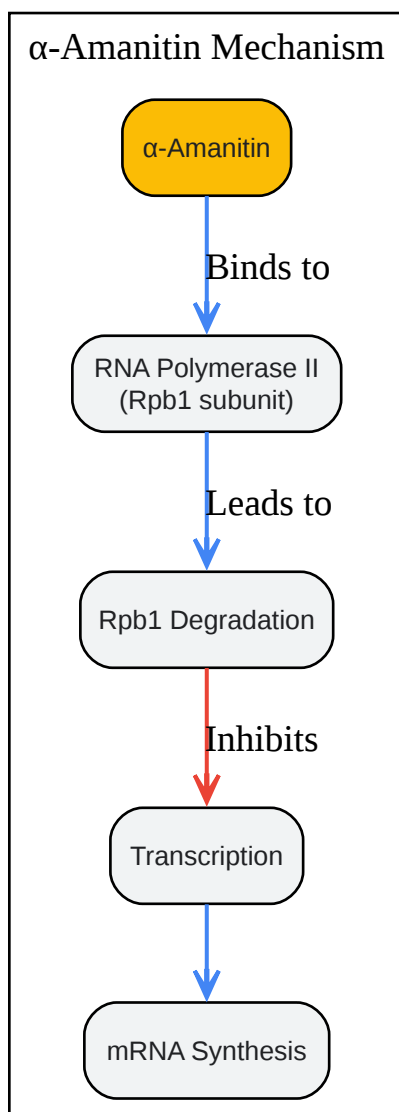 α-Amanitin Mechanism
α-Amanitin
Binds to
RNA Polymerase II
(Rpb1 subunit)
Leads to
Rpb1 Degradation
Inhibits
Transcription
mRNA Synthesis